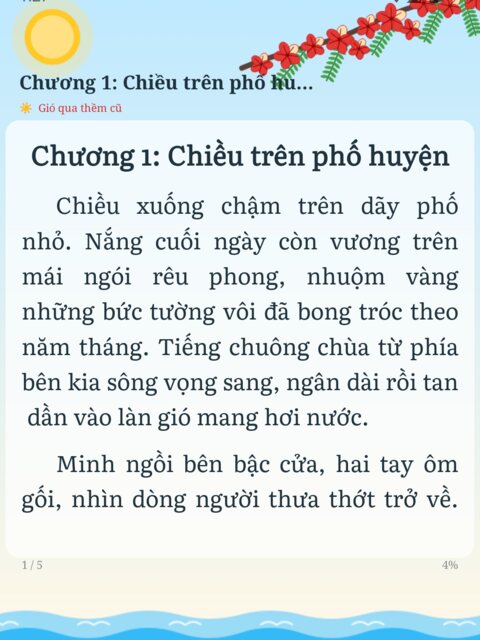 Chương 1: Chiều trên phố hu...
Gió qua thềm cũ
Chương 1: Chiều trên phố huyện
Chiều xuống chậm trên dãy phố
nhỏ. Nắng cuối ngày còn vương trên
mái ngói rêu phong, nhuộm vàng
những bức tường vôi đã bong tróc theo
năm tháng. Tiếng chuông chùa từ phía
bên kia sông vọng sang, ngân dài rồi tan
dần vào làn gió mang hơi nước.
Minh ngồi bên bậc cửa, hai tay ôm
gối, nhìn dòng người thưa thớt trở về.
1 / 5
4%